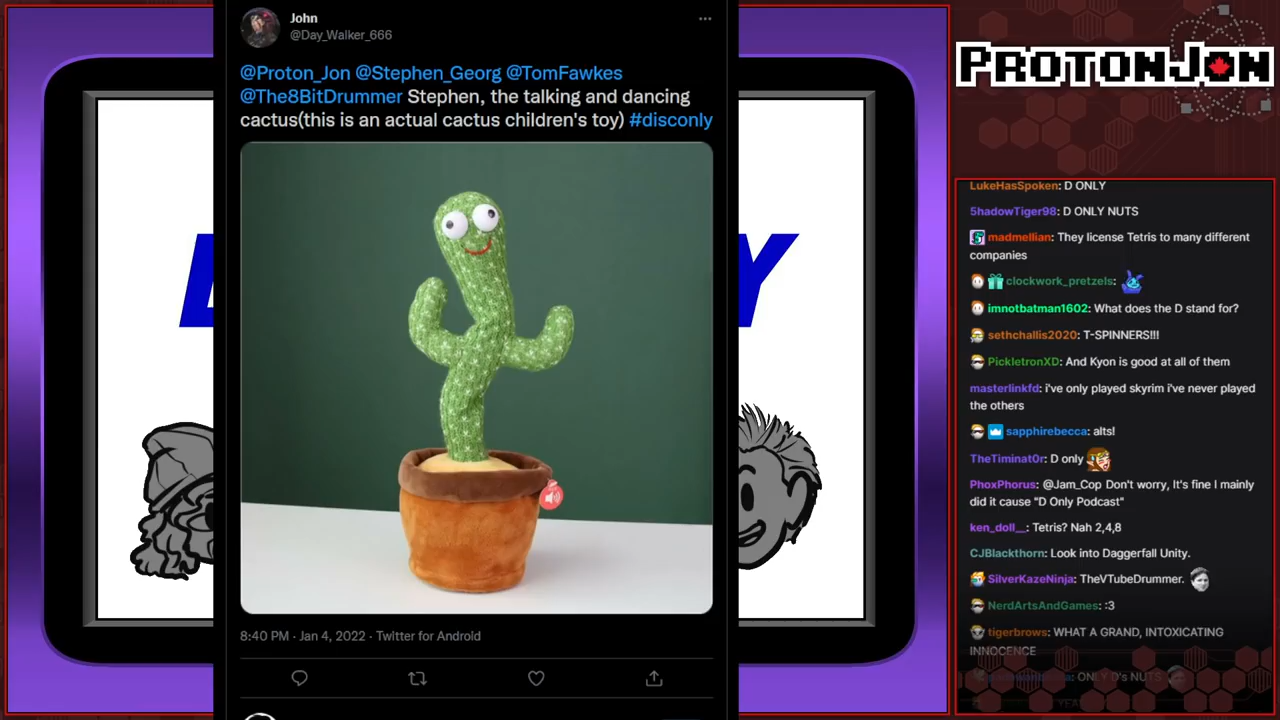 John
@Day_Walker_666
@Proton_Jon @Stephen_Georg @TomFawkes
@The8BitDrummer Stephen, the talking and dancing
cactus(this is an actual cactus children's toy) #disconly
8:40 PM · Jan 4, 2022 · Twitter for Android
PROTONJON
LukeHasSpoken: D ONLY
5hadowTiger98: D ONLY NUTS
madmellian: They license Tetris to many different
companies
clockwork_pretzels:
imnotbatman1602: What does the D stand for?
sethchallis2020: T-SPINNERS!!!
PickletronXD: And Kyon is good at all of them
masterlinkfd: i've only played skyrim i've never played
the others
sapphirebecca: alts!
TheTiminat0r: D only
PhoxPhorus: @Jam_Cop Don't worry, It's fine I mainly
did it cause "D Only Podcast"
ken_doll__: Tetris? Nah 2,4,8
CJBlackthorn: Look into Daggerfall Unity.
SilverKazeNinja: TheVTubeDrummer.
NerdArtsAndGames: :3
tigerbrows: WHAT A GRAND, INTOXICATING
INNOCENCE
ONLY D's NUTS